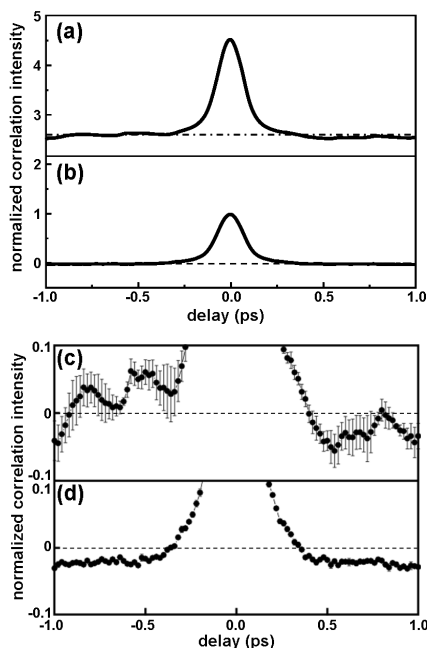 (a)
5
4
3
normalized correlation intensity
(b)
2
1
0
5
-1.0 -0.5 0.0 0.5 1.0
delay (ps)
(c)
0.1
0
-0.1
normalized correlation intensity
(d)
0.1
0
-0.1
-1.0 -0.5 0.0 0.5 1.0
delay (ps)